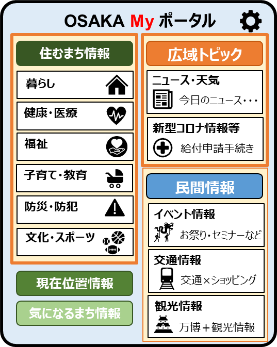 OSAKA My ポータル
住むまち情報
暮らし
健康・医療
福祉
子育て・教育
防災・防犯
文化・スポーツ
現在位置情報
気になるまち情報
広域トピック
ニュース・天気
今日のニュース・・・
新型コロナ情報等
給付申請手続き
民間情報
イベント情報
お祭り・セミナーなど
交通情報
交通×ショッピング
観光情報
万博＋観光情報